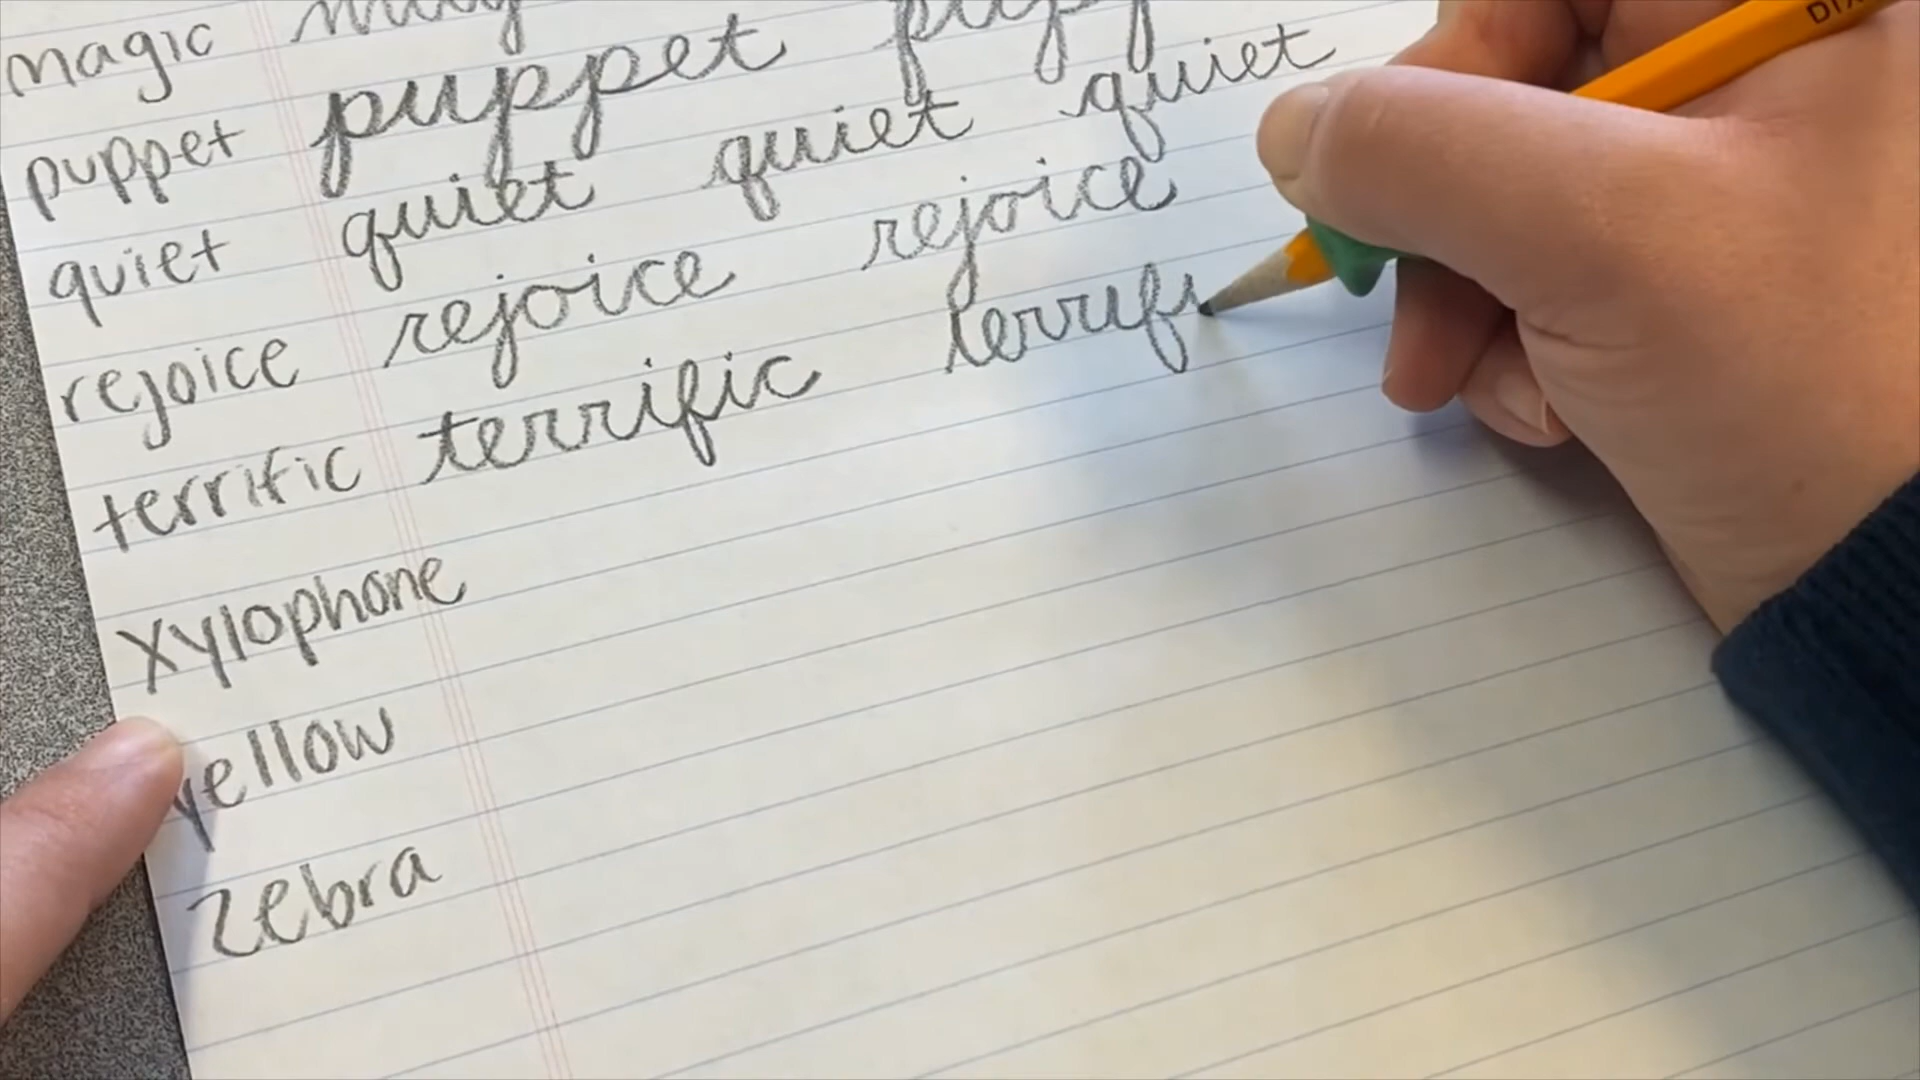 magic
puppet puppet
quiet quiet quiet quiet
rejoice rejoice rejoice
terrific terrific terrifi
xylophone
yellow
zebra